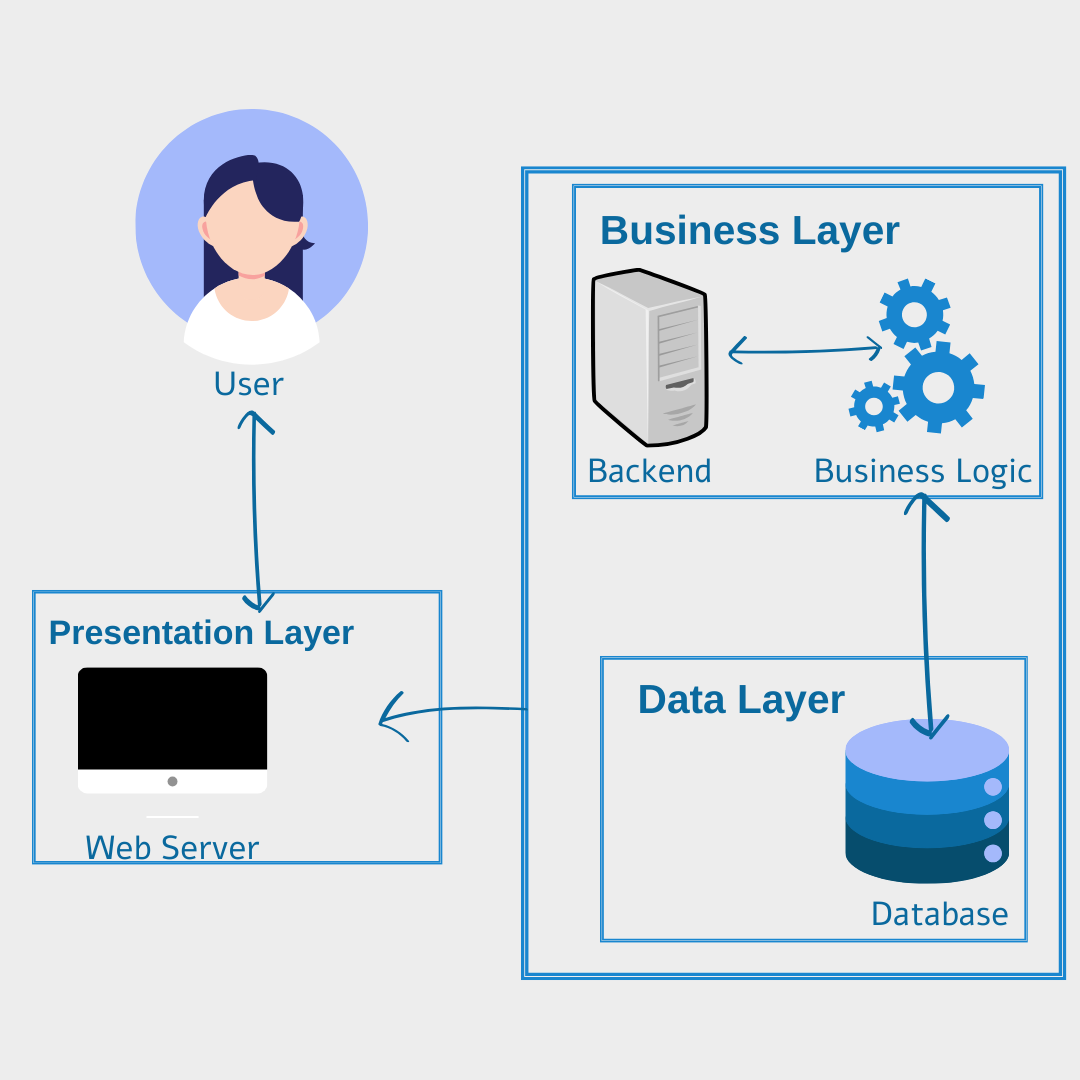 User
Business Layer
Backend
Business Logic
Presentation Layer
Web Server
Data Layer
Database